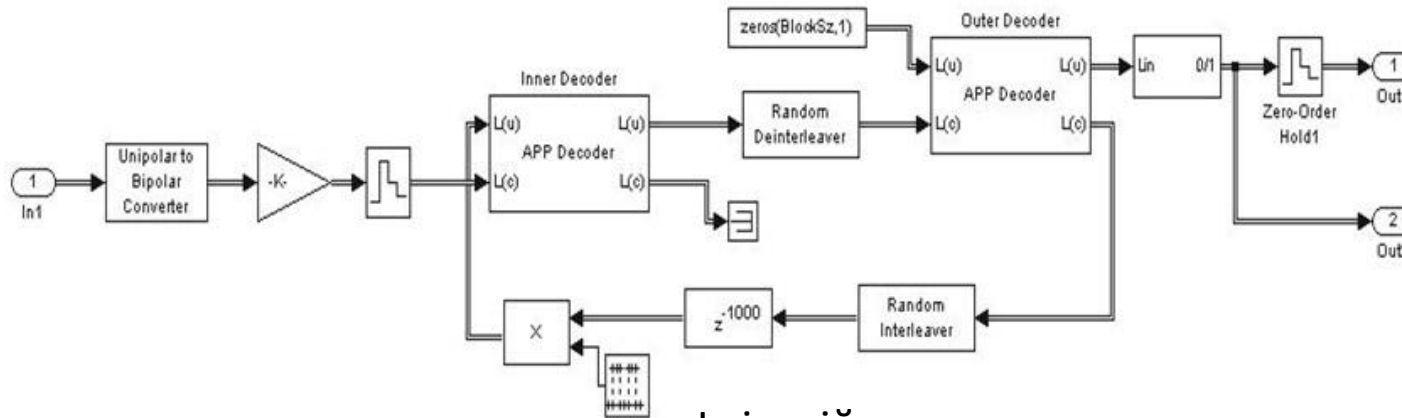 zeros(BlockSz,1)
Outer Decoder
L(u)
L(u)
APP Decoder
L(c)
L(c)
Lin
0/1
Zero-Order
Hold1
1
Out
2
Out
Inner Decoder
L(u)
L(u)
APP Decoder
L(c)
L(c)
Random
Deinterleaver
1
In1
Unipolar to
Bipolar
Converter
-K-
X
z-1000
Random
Interleaver